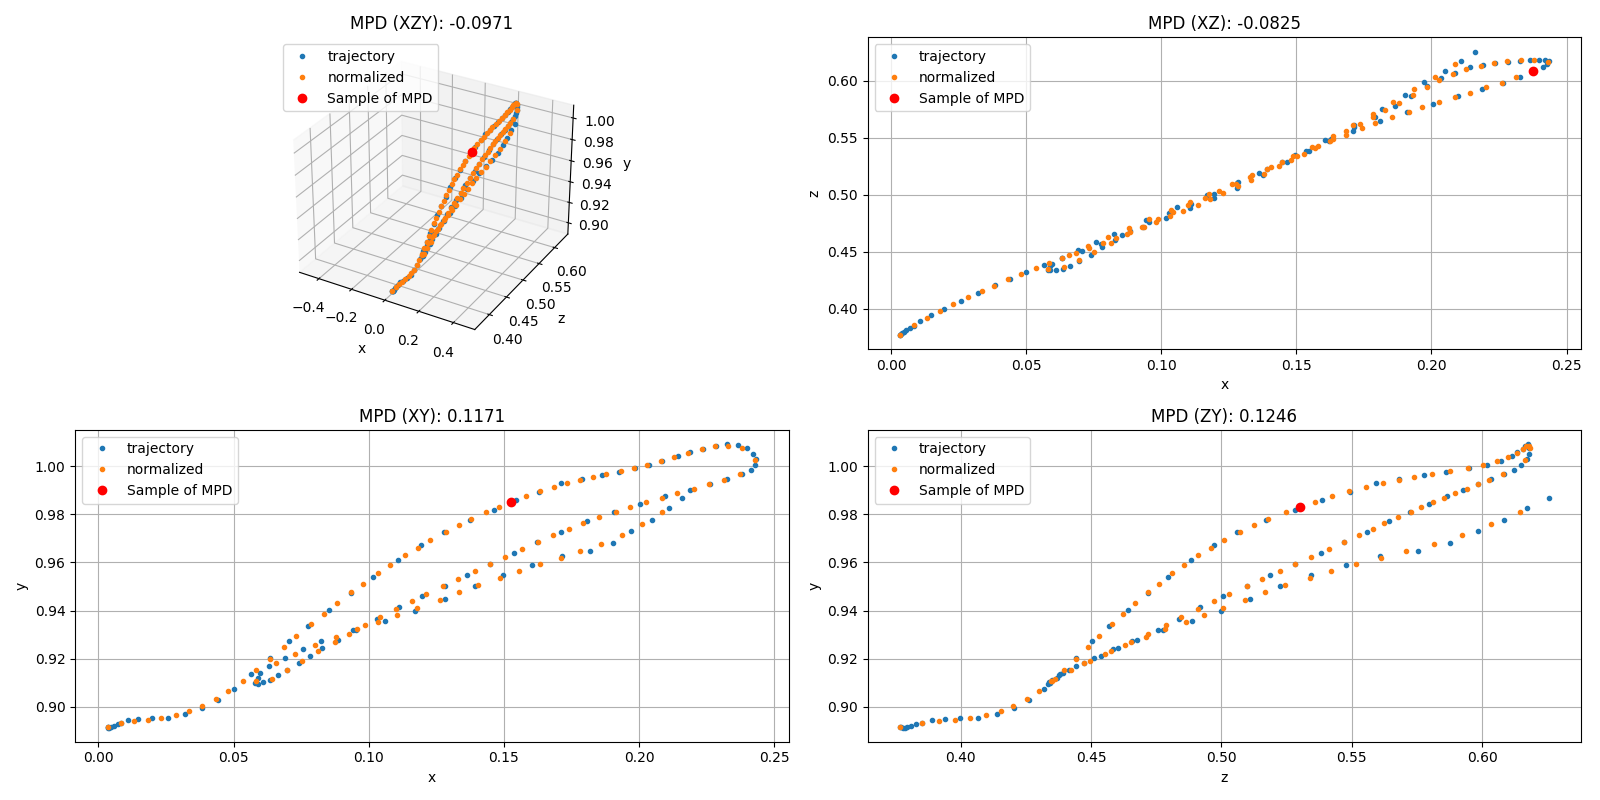 MPD (XZY): -0.0971
trajectory
normalized
Sample of MPD
1.00
0.98
0.96
0.94
0.92
0.90
y
−0.4
−0.2
0.0
0.2
0.4
x
0.40
0.45
0.50
0.55
0.60
z
MPD (XZ): -0.0825
trajectory
normalized
Sample of MPD
0.60
0.55
0.50
0.45
0.40
z
0.00 0.05 0.10 0.15 0.20 0.25
x
MPD (XY): 0.1171
trajectory
normalized
Sample of MPD
1.00
0.98
0.96
0.94
0.92
0.90
y
0.00 0.05 0.10 0.15 0.20 0.25
x
MPD (ZY): 0.1246
trajectory
normalized
Sample of MPD
1.00
0.98
0.96
0.94
0.92
0.90
y
0.40 0.45 0.50 0.55 0.60
z